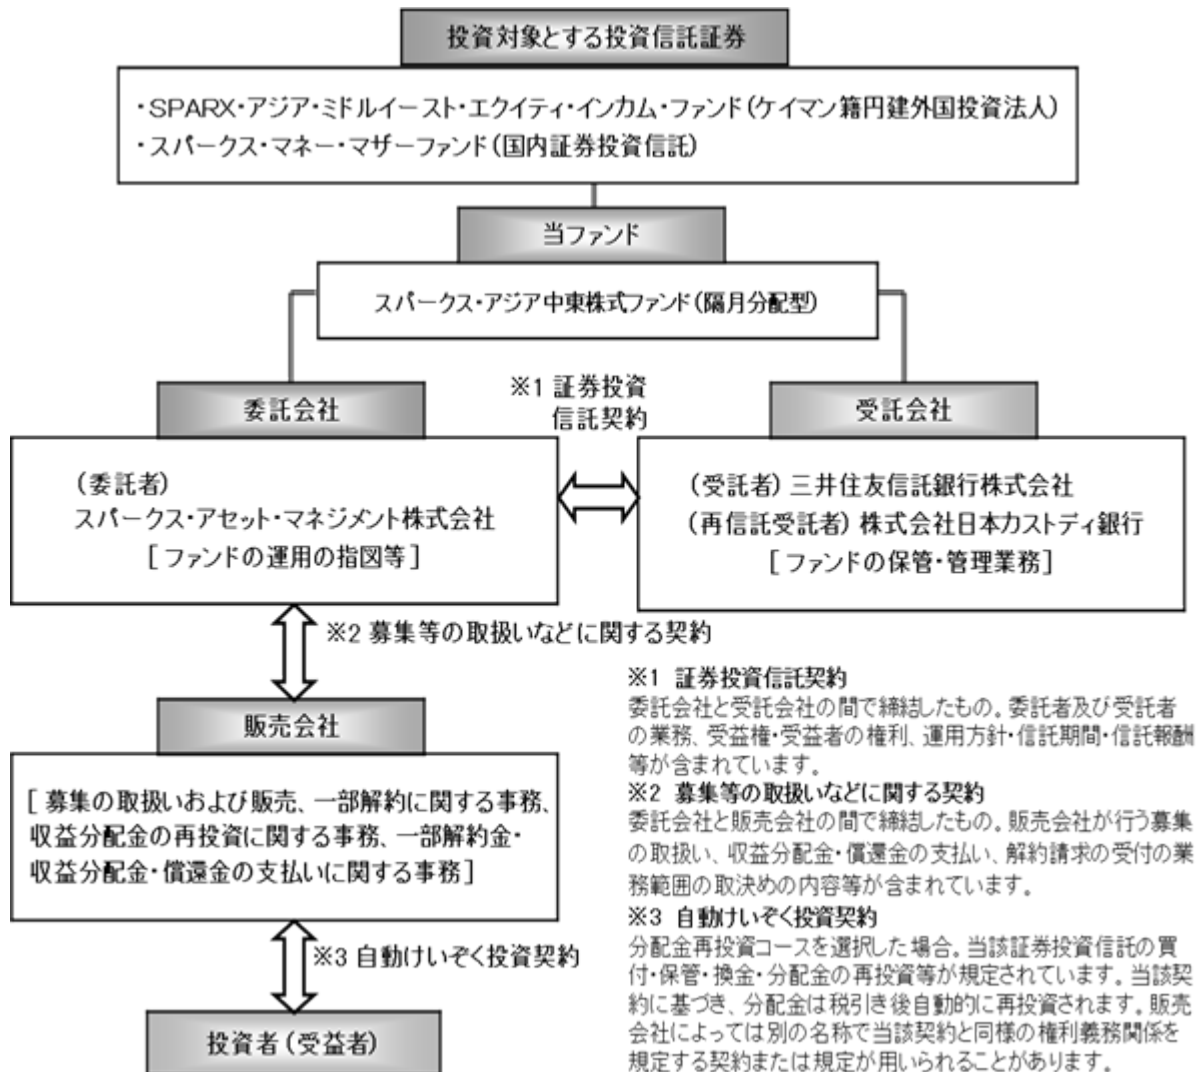 投資対象とする投資信託証券
・SPARX・アジア・ミドルイースト・エクイティ・インカム・ファンド(ケイマン籍円建外国投資法人)
・スパークス・マネー・マザーファンド(国内証券投資信託)
当ファンド
スパークス・アジア中東株式ファンド(隔月分配型)
委託会社
※1 証券投資
信託契約
受託会社
(委託者)
スパークス・アセット・マネジメント株式会社
[ファンドの運用の指図等]
(受託者) 三井住友信託銀行株式会社
(再信託受託者) 株式会社日本カストディ銀行
[ファンドの保管・管理業務]
※2 募集等の取扱いなどに関する契約
販売会社
[ 募集の取扱いおよび販売、一部解約に関する事務、
収益分配金の再投資に関する事務、一部解約金・
収益分配金・償還金の支払いに関する事務]
※3 自動けいぞく投資契約
投資者(受益者)
※1 証券投資信託契約
委託会社と受託会社の間で締結したもの。委託者及び受託者
の業務、受益権・受益者の権利、運用方針・信託期間・信託報酬
等が含まれています。
※2 募集等の取扱いなどに関する契約
委託会社と販売会社の間で締結したもの。販売会社が行う募集
の取扱い、収益分配金・償還金の支払い、解約請求の受付の業
務範囲の取決めの内容等が含まれています。
※3 自動けいぞく投資契約
分配金再投資コースを選択した場合。当該証券投資信託の買
付・保管・換金・分配金の再投資等が規定されています。当該契
約に基づき、分配金は税引き後自動的に再投資されます。販売
会社によっては別の名称で当該契約と同様の権利義務関係を
規定する契約または規定が用いられることがあります。